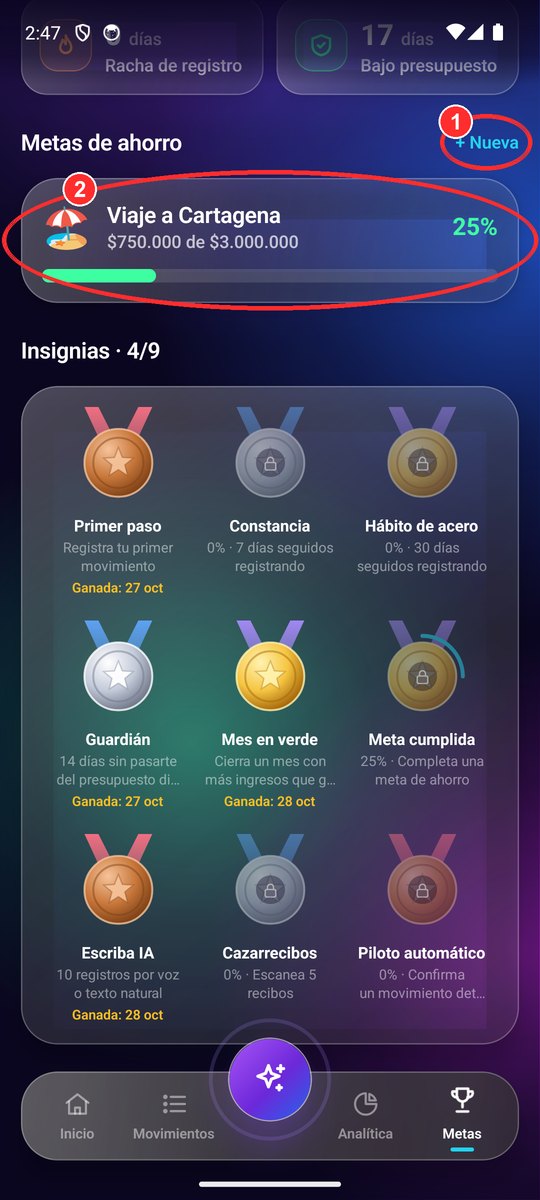 2:47
días
17 días
Racha de registro
Bajo presupuesto
1
Metas de ahorro
+ Nueva
2
Viaje a Cartagena
25%
$750.000 de $3.000.000
Insignias · 4/9
Primer paso
Registra tu primer
movimiento
Ganada: 27 oct
Constancia
0% · 7 días seguidos
registrando
Hábito de acero
0% · 30 días
seguidos registrando
Guardián
14 días sin pasarte
del presupuesto di...
Ganada: 27 oct
Mes en verde
Cierra un mes con
más ingresos que g...
Ganada: 28 oct
Meta cumplida
25% · Completa una
meta de ahorro
Escriba IA
10 registros por voz
o texto natural
Ganada: 28 oct
Cazarrecibos
0% · Escanea 5
recibos
Piloto automático
0% · Confirma
un movimiento det...
Inicio
Movimientos
Analítica
Metas